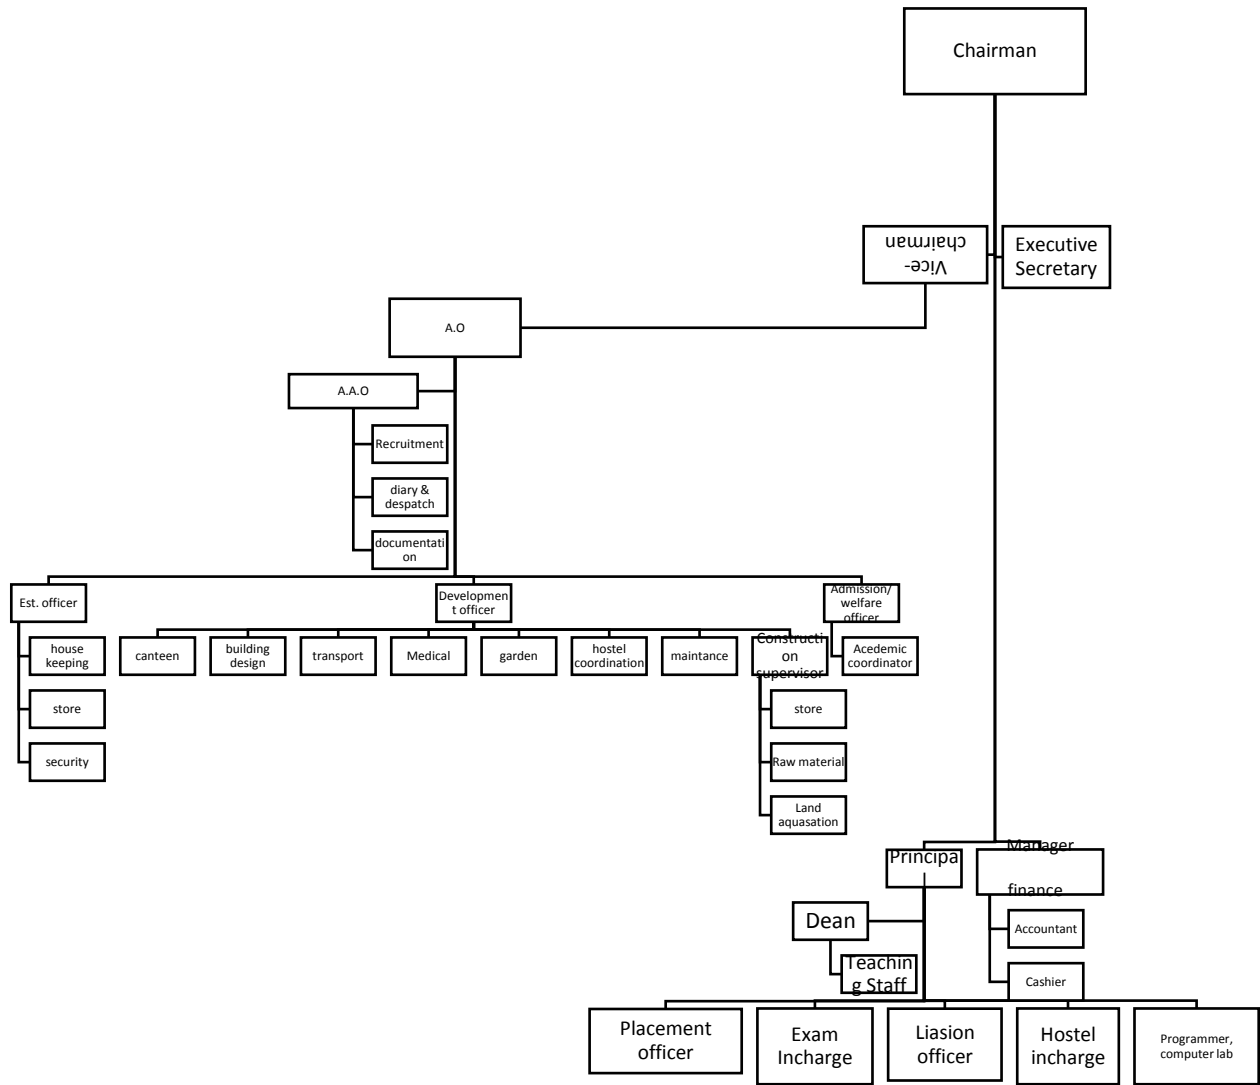 Chairman
Vice-
chairman
Executive
Secretary
A.O
A.A.O
Recruitment
diary &
despatch
documentati
on
Est. officer
Developmen
t officer
Admission/
welfare
officer
house
keeping
canteen
building
design
transport
Medical
garden
hostel
coordination
maintance
Constructi
on
supervisor
Acedemic
coordinator
store
store
security
Raw material
Land
aquasation
Principa
l
Manager
finance
Dean
Accountant
Teachin
g Staff
Cashier
Placement
officer
Exam
Incharge
Liasion
officer
Hostel
incharge
Programmer,
computer lab